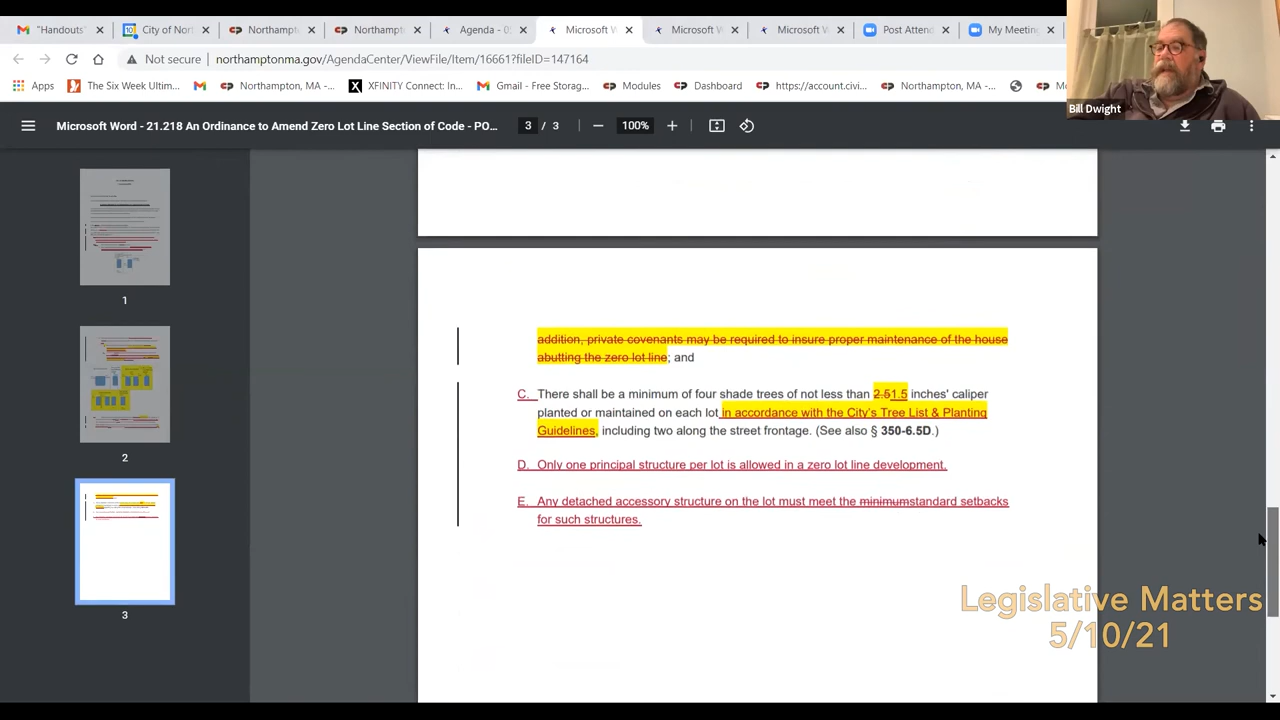 "Handouts"
City of Nort
Northampt
Northampt
Agenda - 0
Microsoft W
Microsoft W
Microsoft W
Post Attend
My Meeting
Not secure northamptonma.gov/AgendaCenter/ViewFile/Item/16661?fileID=147164
Apps The Six Week Ultim... Northampton, MA -... XFINITY Connect: In... Gmail - Free Storag... Modules Dashboard https://account.civi... Northampton, MA -...
Bill Dwight
Microsoft Word - 21.218 An Ordinance to Amend Zero Lot Line Section of Code - PO... 3 / 3 100%
1
2
3
addition, private covenants may be required to insure proper maintenance of the house
abutting the zero lot line; and
C. There shall be a minimum of four shade trees of not less than 2.51.5 inches' caliper
planted or maintained on each lot in accordance with the City's Tree List & Planting
Guidelines, including two along the street frontage. (See also § 350-6.5D.)
D. Only one principal structure per lot is allowed in a zero lot line development.
E. Any detached accessory structure on the lot must meet the minimumstandard setbacks
for such structures.
Legislative Matters
5/10/21